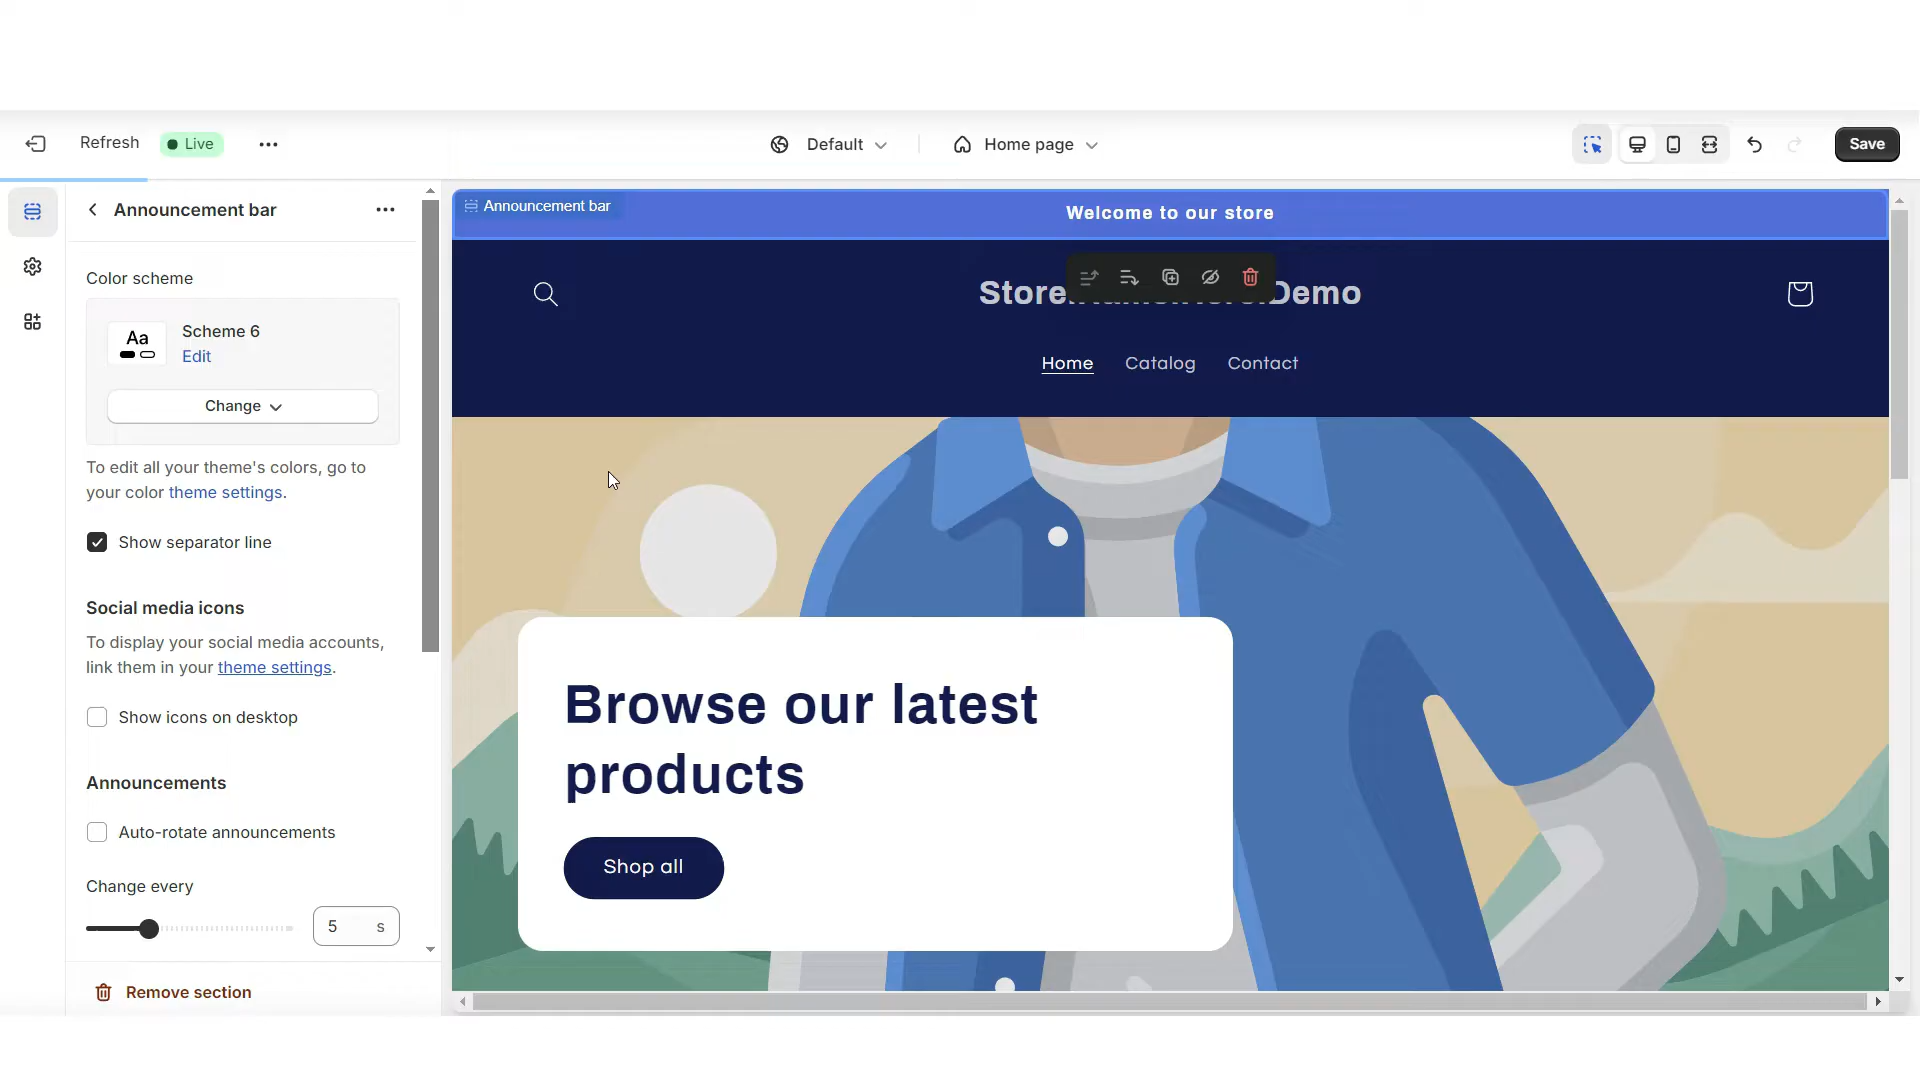 Refresh
Live
Default
Home page
Save
Announcement bar
Color scheme
Aa
Scheme 6
Edit
Change
To edit all your theme's colors, go to
your color theme settings.
Show separator line
Social media icons
To display your social media accounts,
link them in your theme settings.
Show icons on desktop
Announcements
Auto-rotate announcements
Change every
5 s
Remove section
Announcement bar
Welcome to our store
Demo
Home
Catalog
Contact
Browse our latest
products
Shop all